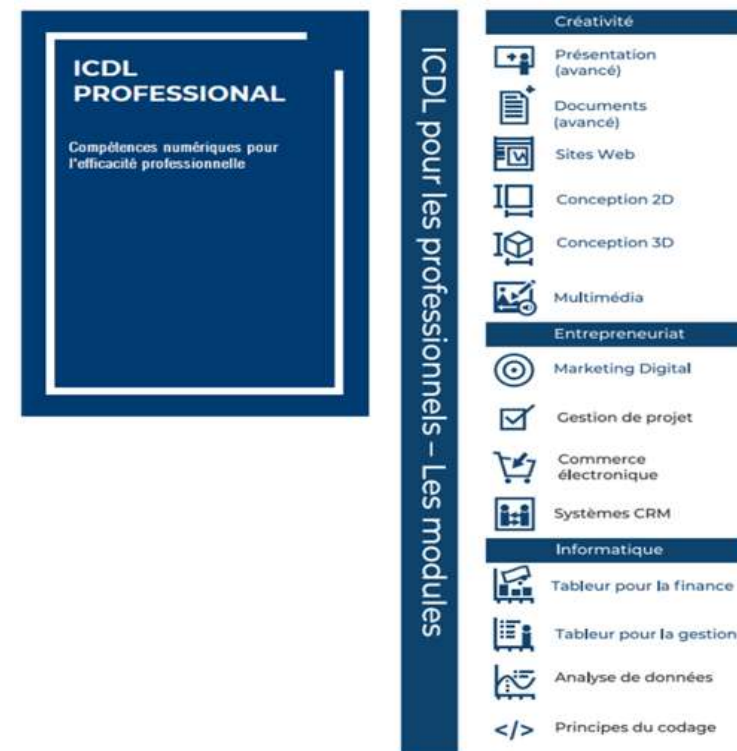 ICDL
PROFESSIONAL
Compétences numériques pour
l'efficacité professionnelle
ICDL pour les professionnels – Les modules
Créativité
Présentation
(avancé)
Documents
(avancé)
Sites Web
Conception 2D
Conception 3D
Multimédia
Entrepreneuriat
Marketing Digital
Gestion de projet
Commerce
électronique
Systèmes CRM
Informatique
Tableur pour la finance
Tableur pour la gestion
Analyse de données
</> Principes du codage